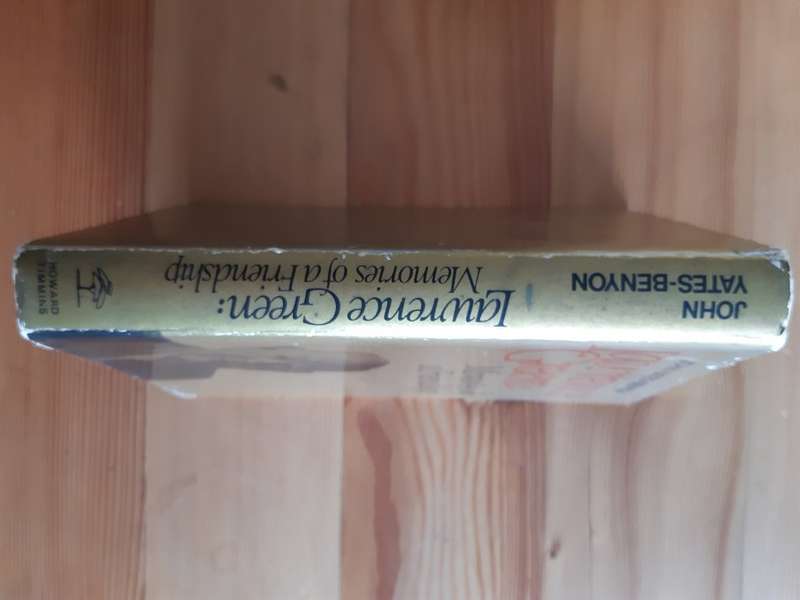 JOHN
YATES-BENYON
Lawrence Green:
Memories of a Friendship
HOWARD
TIMMINS